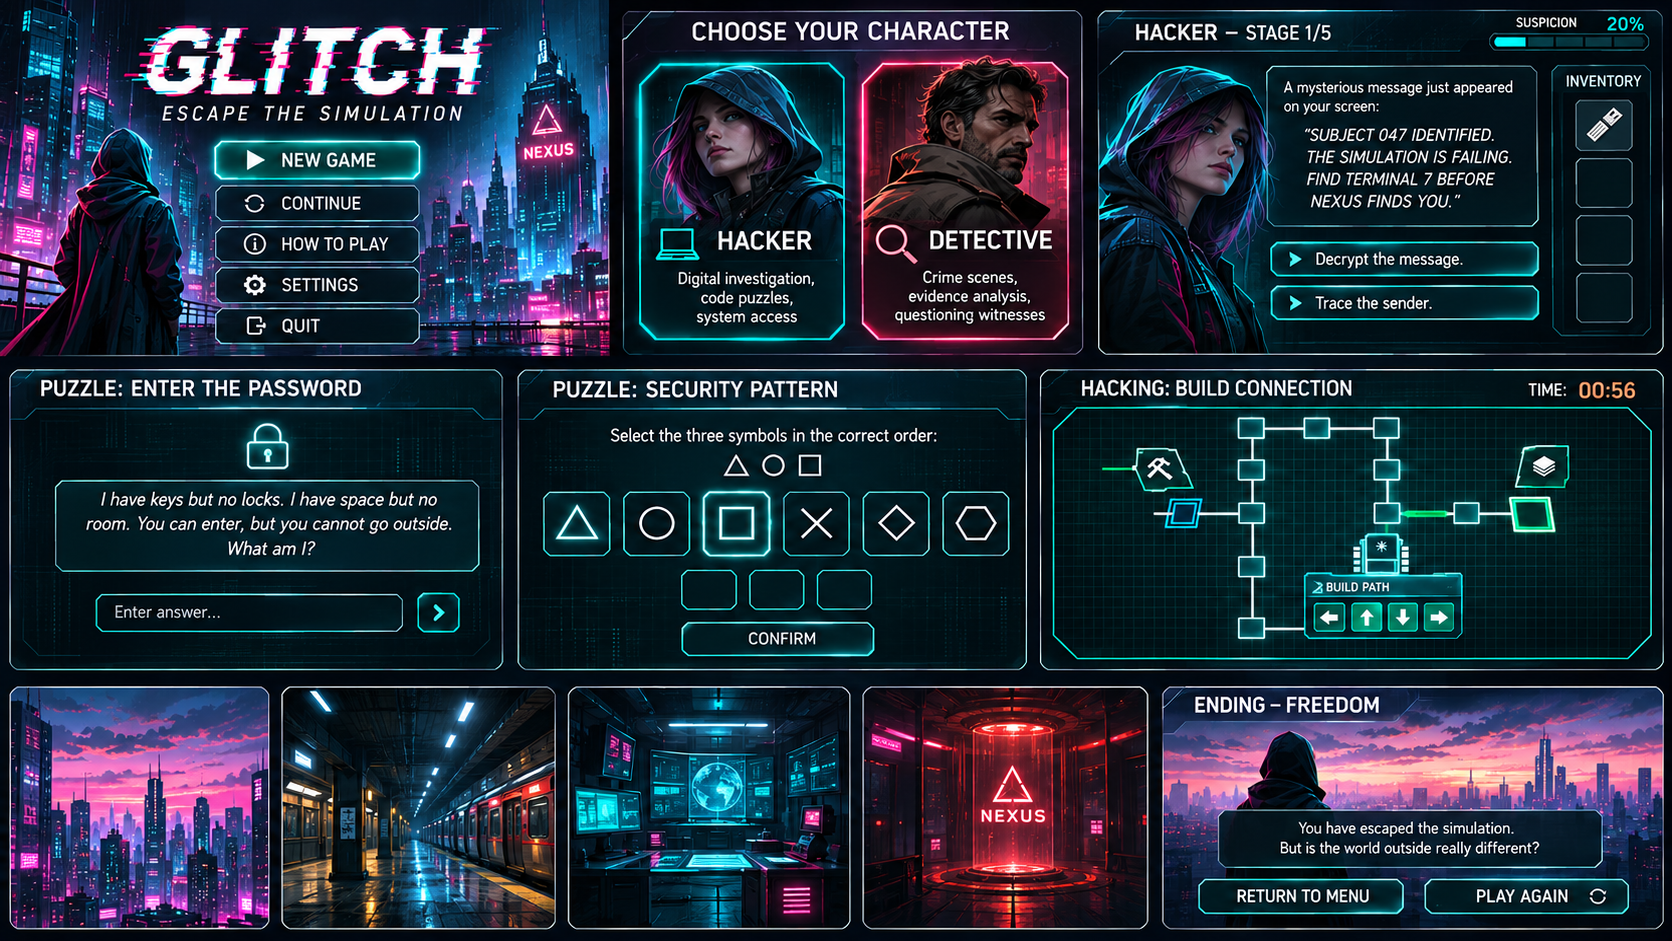 GLITCH
ESCAPE THE SIMULATION
NEW GAME
CONTINUE
HOW TO PLAY
SETTINGS
QUIT
NEXUS
CHOOSE YOUR CHARACTER
HACKER
Digital investigation,
code puzzles,
system access
DETECTIVE
Crime scenes,
evidence analysis,
questioning witnesses
HACKER – STAGE 1/5
SUSPICION 20%
A mysterious message just appeared
on your screen:
"SUBJECT 047 IDENTIFIED.
THE SIMULATION IS FAILING.
FIND TERMINAL 7 BEFORE
NEXUS FINDS YOU."
Decrypt the message.
Trace the sender.
INVENTORY
PUZZLE: ENTER THE PASSWORD
I have keys but no locks. I have space but no
room. You can enter, but you cannot go outside.
What am I?
Enter answer...
PUZZLE: SECURITY PATTERN
Select the three symbols in the correct order:
CONFIRM
HACKING: BUILD CONNECTION
TIME: 00:56
BUILD PATH
NEXUS
ENDING – FREEDOM
You have escaped the simulation.
But is the world outside really different?
RETURN TO MENU
PLAY AGAIN